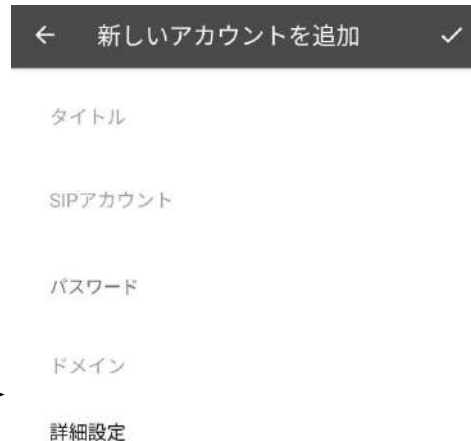 新しいアカウントを追加
タイトル
SIPアカウント
パスワード
ドメイン
詳細設定